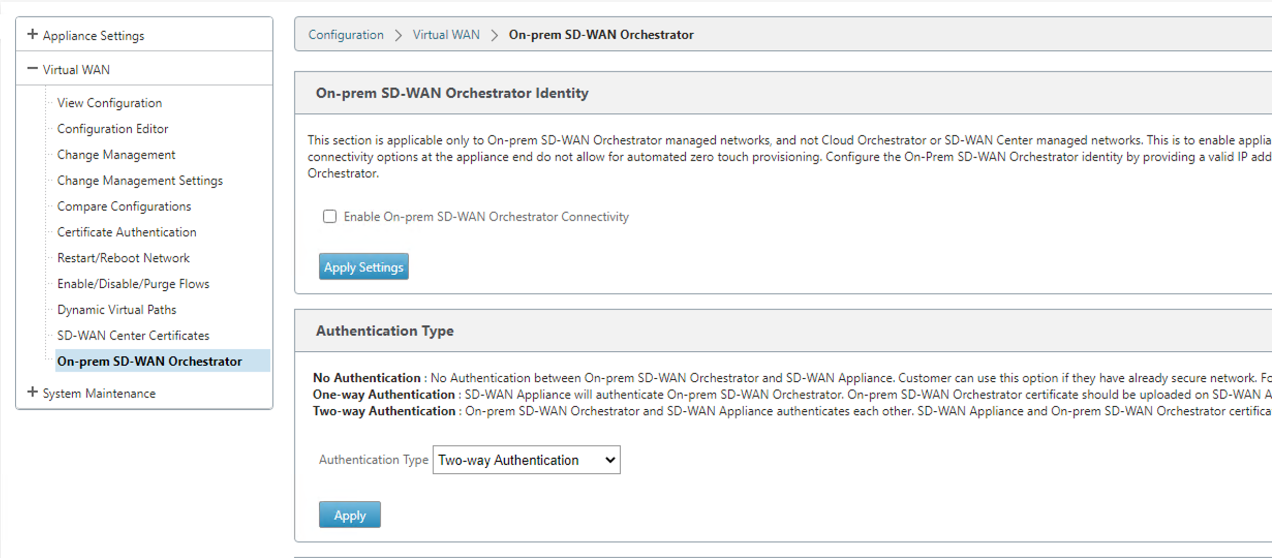 Appliance Settings
Virtual WAN
View Configuration
Configuration Editor
Change Management
Change Management Settings
Compare Configurations
Certificate Authentication
Restart/Reboot Network
Enable/Disable/Purge Flows
Dynamic Virtual Paths
SD-WAN Center Certificates
On-prem SD-WAN Orchestrator
System Maintenance
Configuration > Virtual WAN > On-prem SD-WAN Orchestrator
On-prem SD-WAN Orchestrator Identity
This section is applicable only to On-prem SD-WAN Orchestrator managed networks, and not Cloud Orchestrator or SD-WAN Center managed networks. This is to enable applia
connectivity options at the appliance end do not allow for automated zero touch provisioning. Configure the On-Prem SD-WAN Orchestrator identity by providing a valid IP add
Orchestrator.
Enable On-prem SD-WAN Orchestrator Connectivity
Apply Settings
Authentication Type
No Authentication : No Authentication between On-prem SD-WAN Orchestrator and SD-WAN Appliance. Customer can use this option if they have already secure network. Fo
One-way Authentication : SD-WAN Appliance will authenticate On-prem SD-WAN Orchestrator. On-prem SD-WAN Orchestrator certificate should be uploaded on SD-WAN A
Two-way Authentication : On-prem SD-WAN Orchestrator and SD-WAN Appliance authenticates each other. SD-WAN Appliance and On-prem SD-WAN Orchestrator certifica
Authentication Type Two-way Authentication
Apply